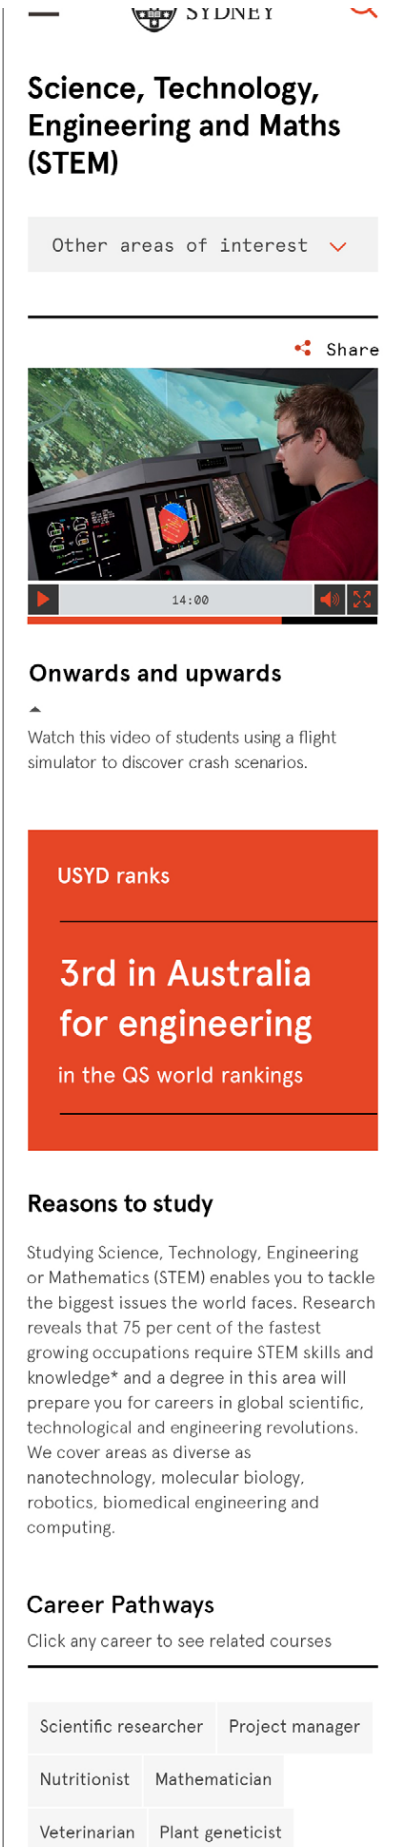 SYDNEY
Science, Technology,
Engineering and Maths
(STEM)
Other areas of interest
Share
14:00
Onwards and upwards
Watch this video of students using a flight
simulator to discover crash scenarios.
USYD ranks
3rd in Australia
for engineering
in the QS world rankings
Reasons to study
Studying Science, Technology, Engineering
or Mathematics (STEM) enables you to tackle
the biggest issues the world faces. Research
reveals that 75 per cent of the fastest
growing occupations require STEM skills and
knowledge* and a degree in this area will
prepare you for careers in global scientific,
technological and engineering revolutions.
We cover areas as diverse as
nanotechnology, molecular biology,
robotics, biomedical engineering and
computing.
Career Pathways
Click any career to see related courses
Scientific researcher Project manager
Nutritionist Mathematician
Veterinarian Plant geneticist